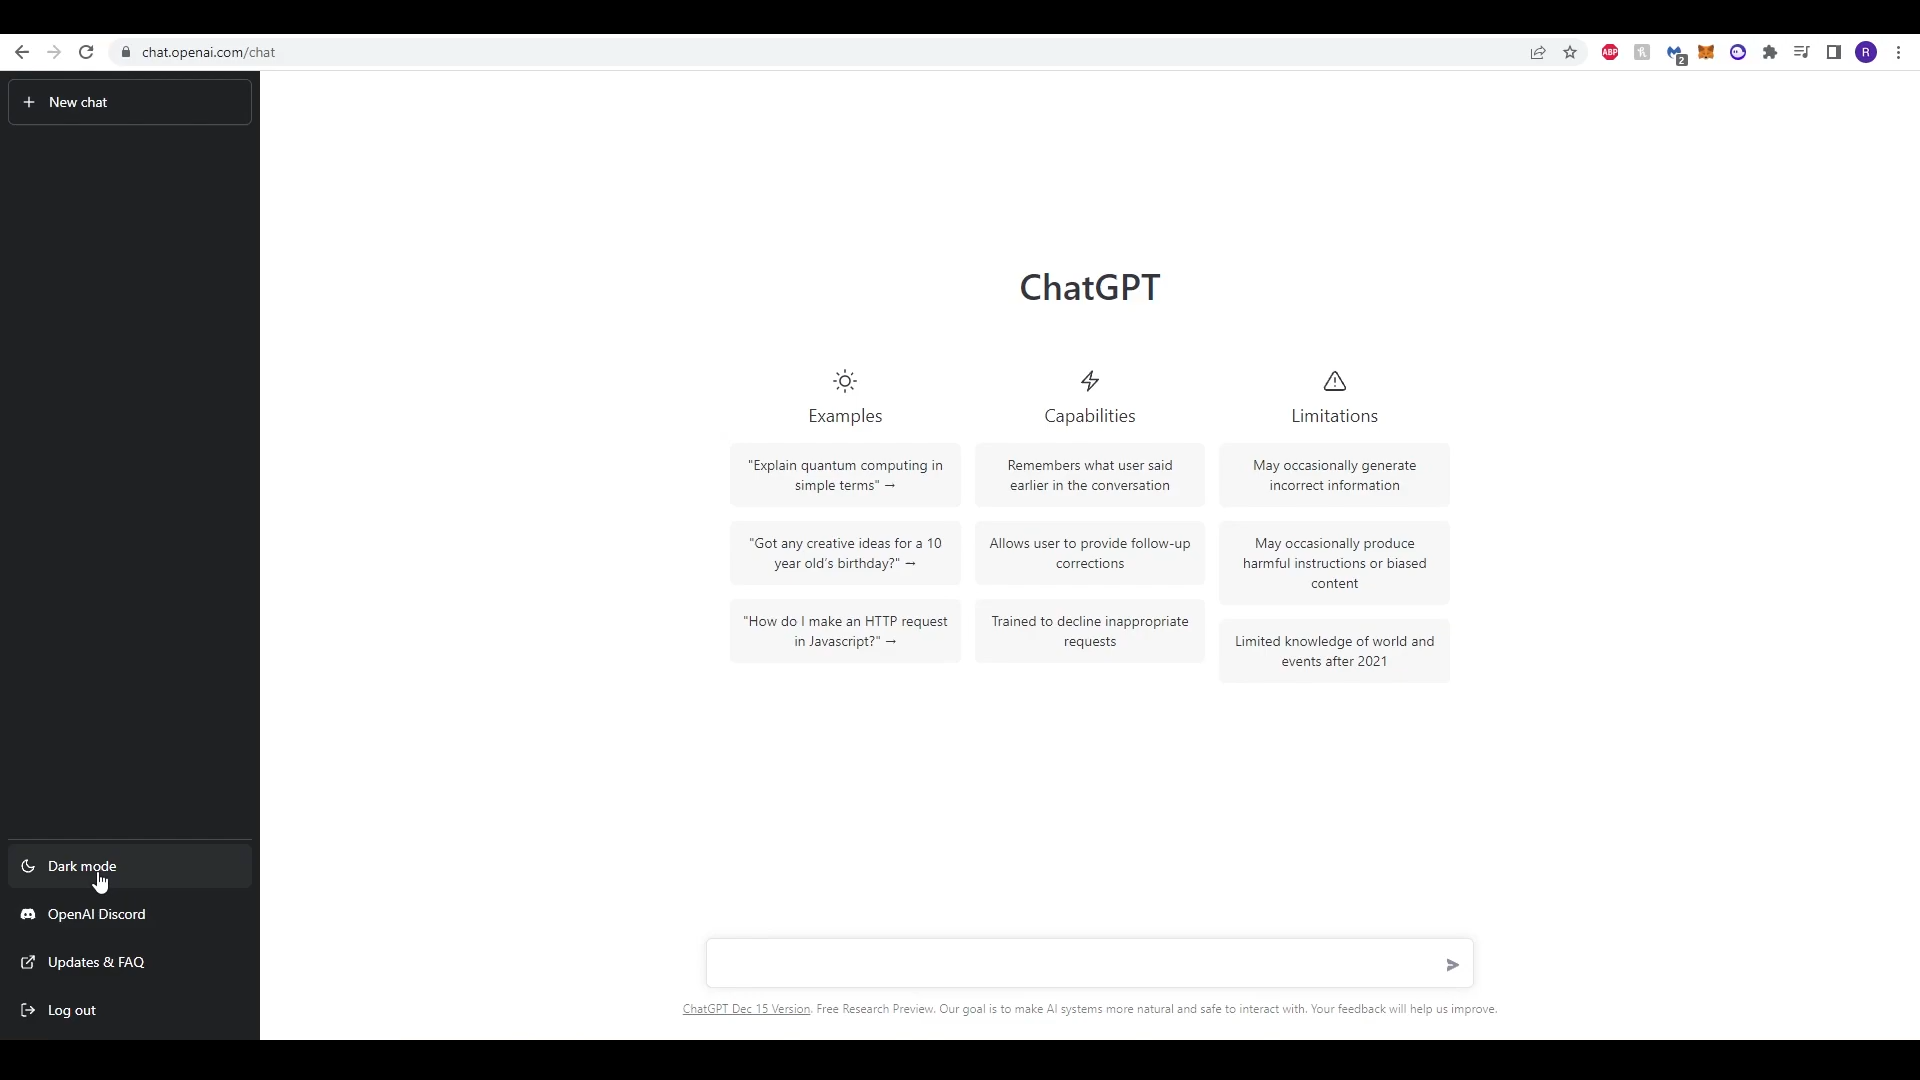 chat.openai.com/chat
ABP
2
R
New chat
ChatGPT
Examples
Capabilities
Limitations
"Explain quantum computing in
simple terms" →
Remembers what user said
earlier in the conversation
May occasionally generate
incorrect information
"Got any creative ideas for a 10
year old's birthday?" →
Allows user to provide follow-up
corrections
May occasionally produce
harmful instructions or biased
content
"How do I make an HTTP request
in Javascript?" →
Trained to decline inappropriate
requests
Limited knowledge of world and
events after 2021
Dark mode
OpenAI Discord
Updates & FAQ
Log out
ChatGPT Dec 15 Version. Free Research Preview. Our goal is to make AI systems more natural and safe to interact with. Your feedback will help us improve.